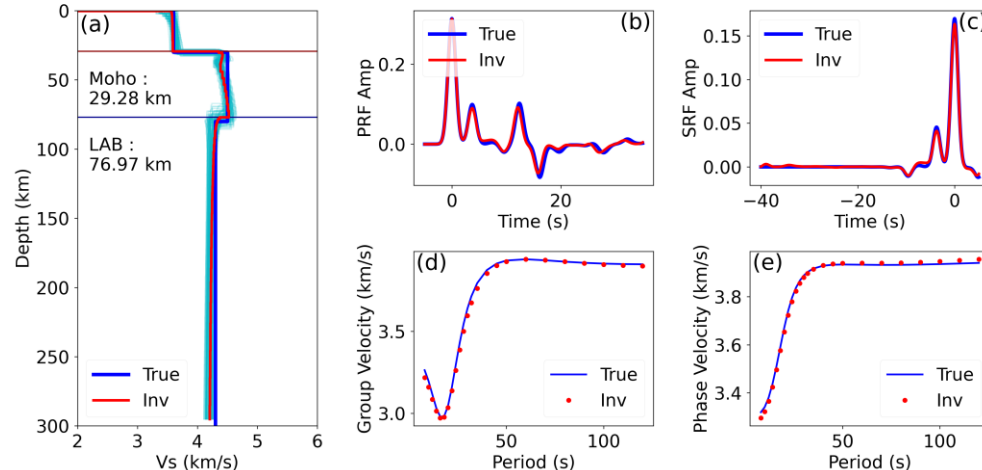 (a)
0
50
100
150
200
250
300
Depth (km)
Moho :
29.28 km
LAB :
76.97 km
True
Inv
2
3
4
5
6
Vs (km/s)
(b)
True
Inv
0.2
0.0
PRF Amp
0
20
Time (s)
(c)
True
Inv
0.15
0.10
0.05
0.00
SRF Amp
−40
−20
0
Time (s)
(d)
3.5
3.0
Group Velocity (km/s)
True
Inv
50
100
Period (s)
(e)
3.8
3.6
3.4
Phase Velocity (km/s)
True
Inv
50
100
Period (s)